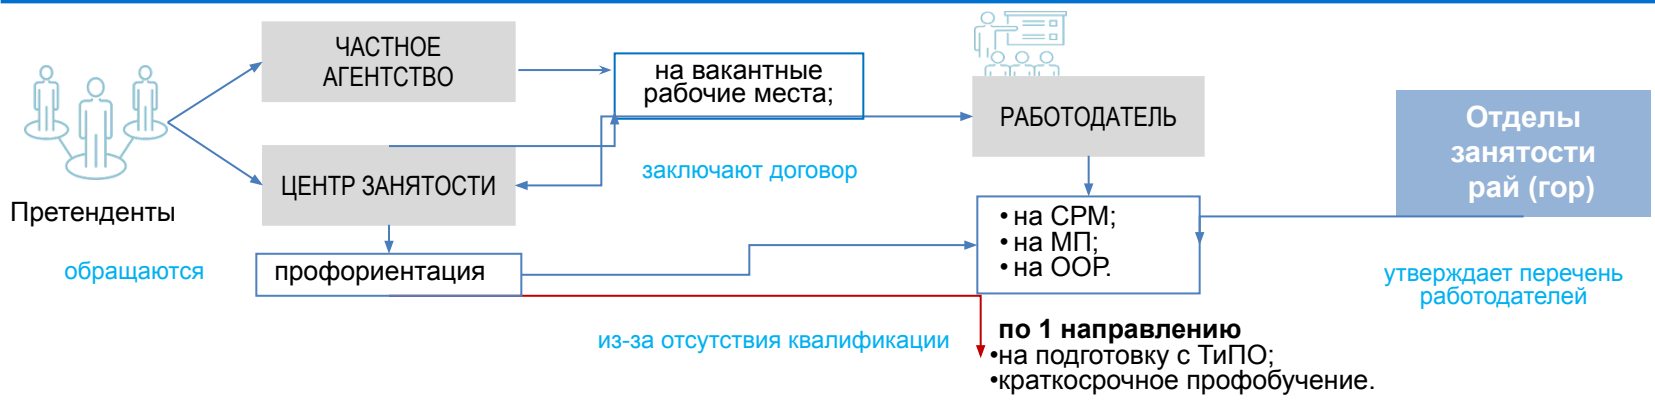 ЧАСТНОЕ
АГЕНТСТВО
на вакантные
рабочие места;
РАБОТОДАТЕЛЬ
Отделы
занятости
рай (гор)
ЦЕНТР ЗАНЯТОСТИ
заключают договор
Претенденты
• на СРМ;
• на МП;
• на ООР.
обращаются
профориентация
утверждает перечень
работодателей
из-за отсутствия квалификации
по 1 направлению
•на подготовку с ТиПО;
•краткосрочное профобучение.